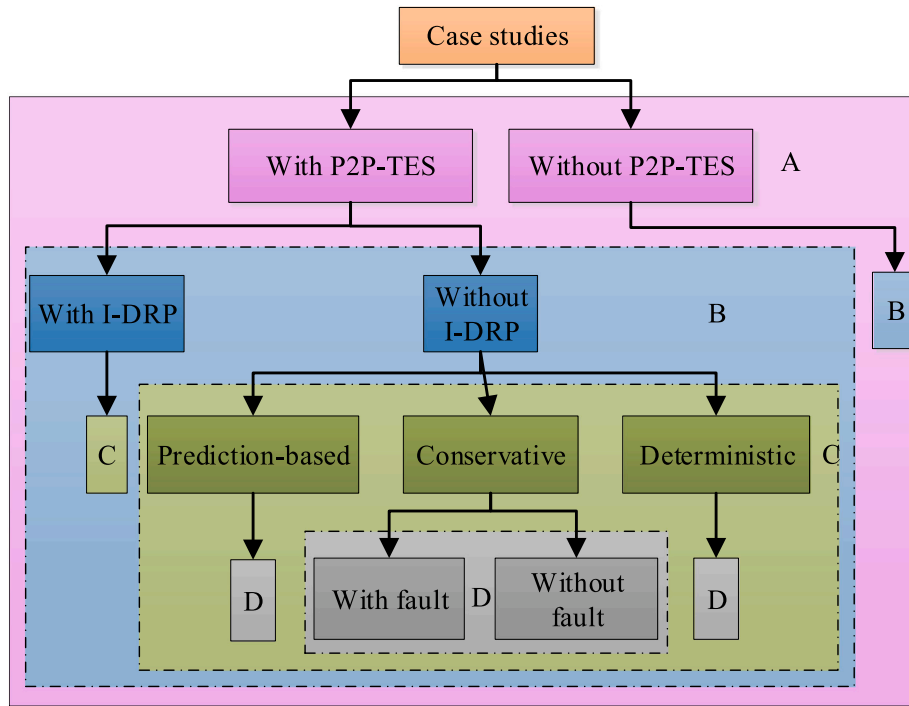 Case studies
With P2P-TES
Without P2P-TES
A
With I-DRP
Without
I-DRP
B
B
C
Prediction-based
Conservative
Deterministic
C
D
With fault
D
Without
fault
D